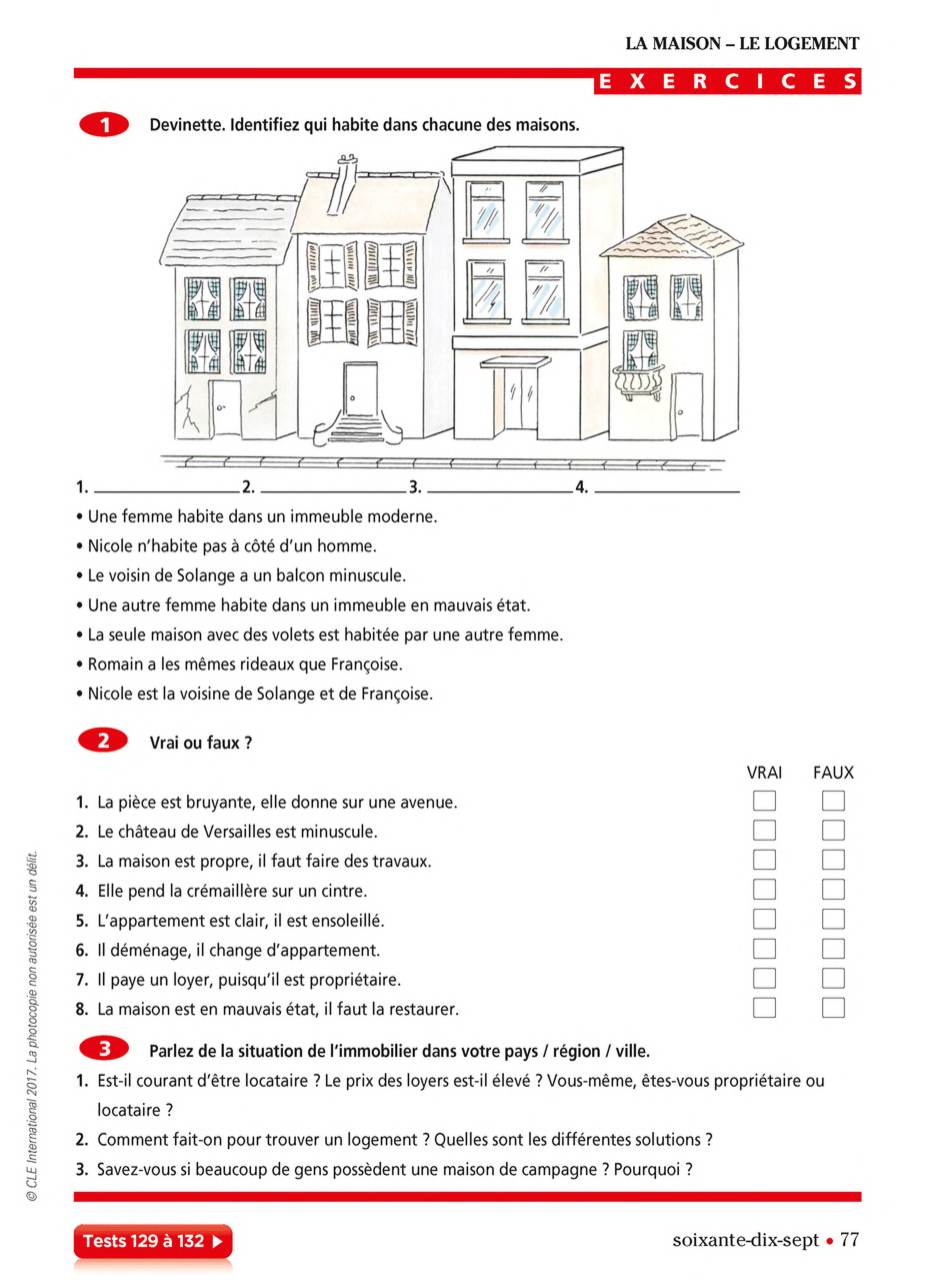 LA MAISON – LE LOGEMENT
EXERCICES
1 Devinette. Identifiez qui habite dans chacune des maisons.
1. ____________ 2. ____________ 3. ____________ 4. ____________
• Une femme habite dans un immeuble moderne.
• Nicole n’habite pas à côté d’un homme.
• Le voisin de Solange a un balcon minuscule.
• Une autre femme habite dans un immeuble en mauvais état.
• La seule maison avec des volets est habitée par une autre femme.
• Romain a les mêmes rideaux que Françoise.
• Nicole est la voisine de Solange et de Françoise.
2 Vrai ou faux ?
VRAI FAUX
1. La pièce est bruyante, elle donne sur une avenue.
2. Le château de Versailles est minuscule.
3. La maison est propre, il faut faire des travaux.
4. Elle pend la crémaillère sur un cintre.
5. L’appartement est clair, il est ensoleillé.
6. Il déménage, il change d’appartement.
7. Il paye un loyer, puisqu’il est propriétaire.
8. La maison est en mauvais état, il faut la restaurer.
3 Parlez de la situation de l’immobilier dans votre pays / région / ville.
1. Est-il courant d’être locataire ? Le prix des loyers est-il élevé ? Vous-même, êtes-vous propriétaire ou
locataire ?
2. Comment fait-on pour trouver un logement ? Quelles sont les différentes solutions ?
3. Savez-vous si beaucoup de gens possèdent une maison de campagne ? Pourquoi ?
© CLE International 2017. La photocopie non autorisée est un délit.
Tests 129 à 132
soixante-dix-sept • 77